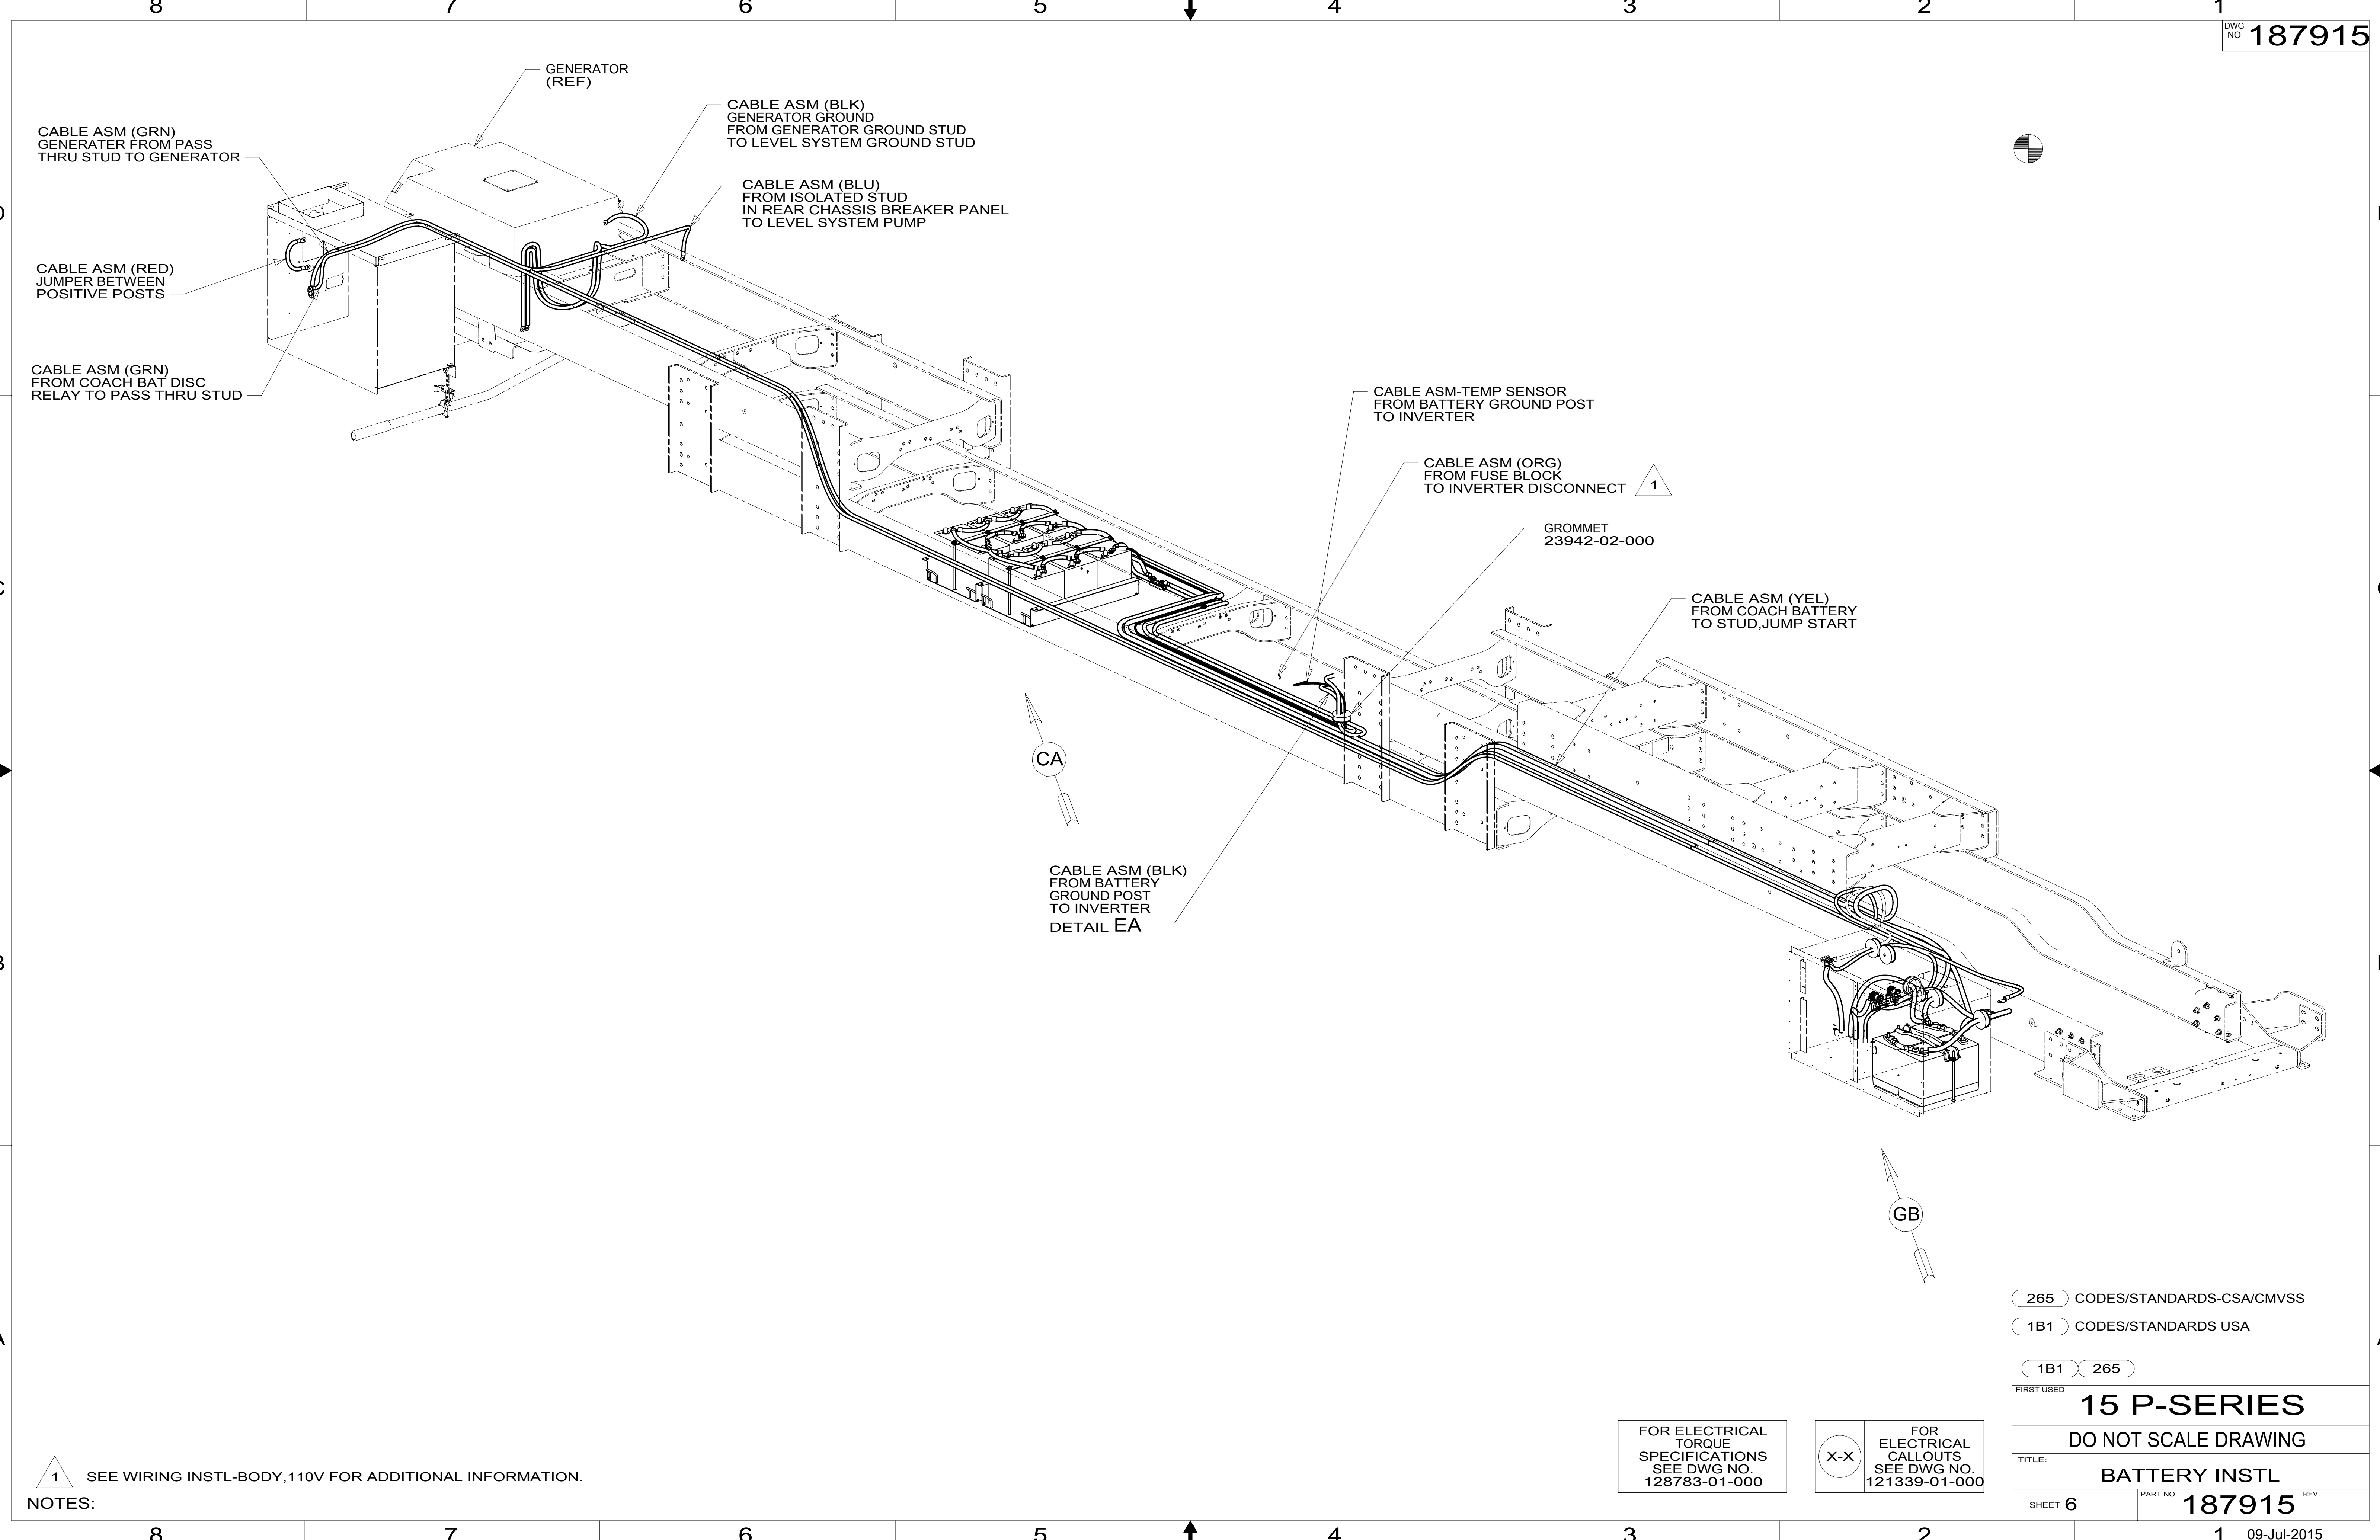 8 7 6 5 4 3 2 1
DWG
NO 187915
GENERATOR
(REF)
CABLE ASM (BLK)
GENERATOR GROUND
FROM GENERATOR GROUND STUD
TO LEVEL SYSTEM GROUND STUD
CABLE ASM (GRN)
GENERATER FROM PASS
THRU STUD TO GENERATOR
CABLE ASM (BLU)
FROM ISOLATED STUD
IN REAR CHASSIS BREAKER PANEL
TO LEVEL SYSTEM PUMP
CABLE ASM (RED)
JUMPER BETWEEN
POSITIVE POSTS
CABLE ASM (GRN)
FROM COACH BAT DISC
RELAY TO PASS THRU STUD
CABLE ASM-TEMP SENSOR
FROM BATTERY GROUND POST
TO INVERTER
CABLE ASM (ORG)
FROM FUSE BLOCK
TO INVERTER DISCONNECT 1
GROMMET
23942-02-000
CABLE ASM (YEL)
FROM COACH BATTERY
TO STUD,JUMP START
CA
CABLE ASM (BLK)
FROM BATTERY
GROUND POST
TO INVERTER
DETAIL EA
GB
265 CODES/STANDARDS-CSA/CMVSS
1B1 CODES/STANDARDS USA
1B1 265
FIRST USED
15 P-SERIES
DO NOT SCALE DRAWING
TITLE:
BATTERY INSTL
SHEET 6 PART NO 187915 REV
FOR ELECTRICAL
TORQUE
SPECIFICATIONS
SEE DWG NO.
128783-01-000
X-X
FOR
ELECTRICAL
CALLOUTS
SEE DWG NO.
121339-01-000
1 SEE WIRING INSTL-BODY,110V FOR ADDITIONAL INFORMATION.
NOTES:
8 7 6 5 4 3 2 1
09-Jul-2015